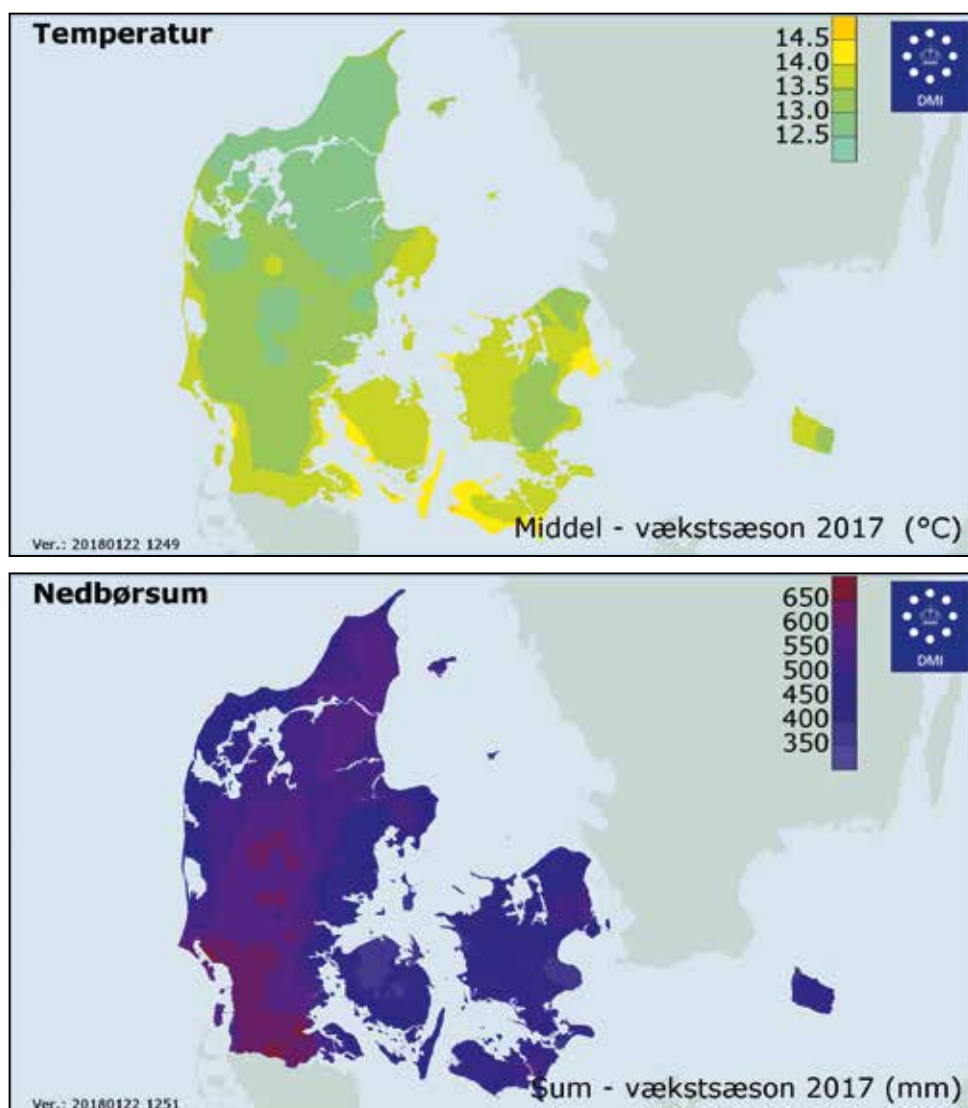 Temperatur
14.5
14.0
13.5
13.0
12.5
DMI
Middel - vækstsæson 2017 (°C)
Ver.: 20180122 1249
Nedbørsum
650
600
550
500
450
400
350
DMI
Sum - vækstsæson 2017 (mm)
Ver.: 20180122 1251